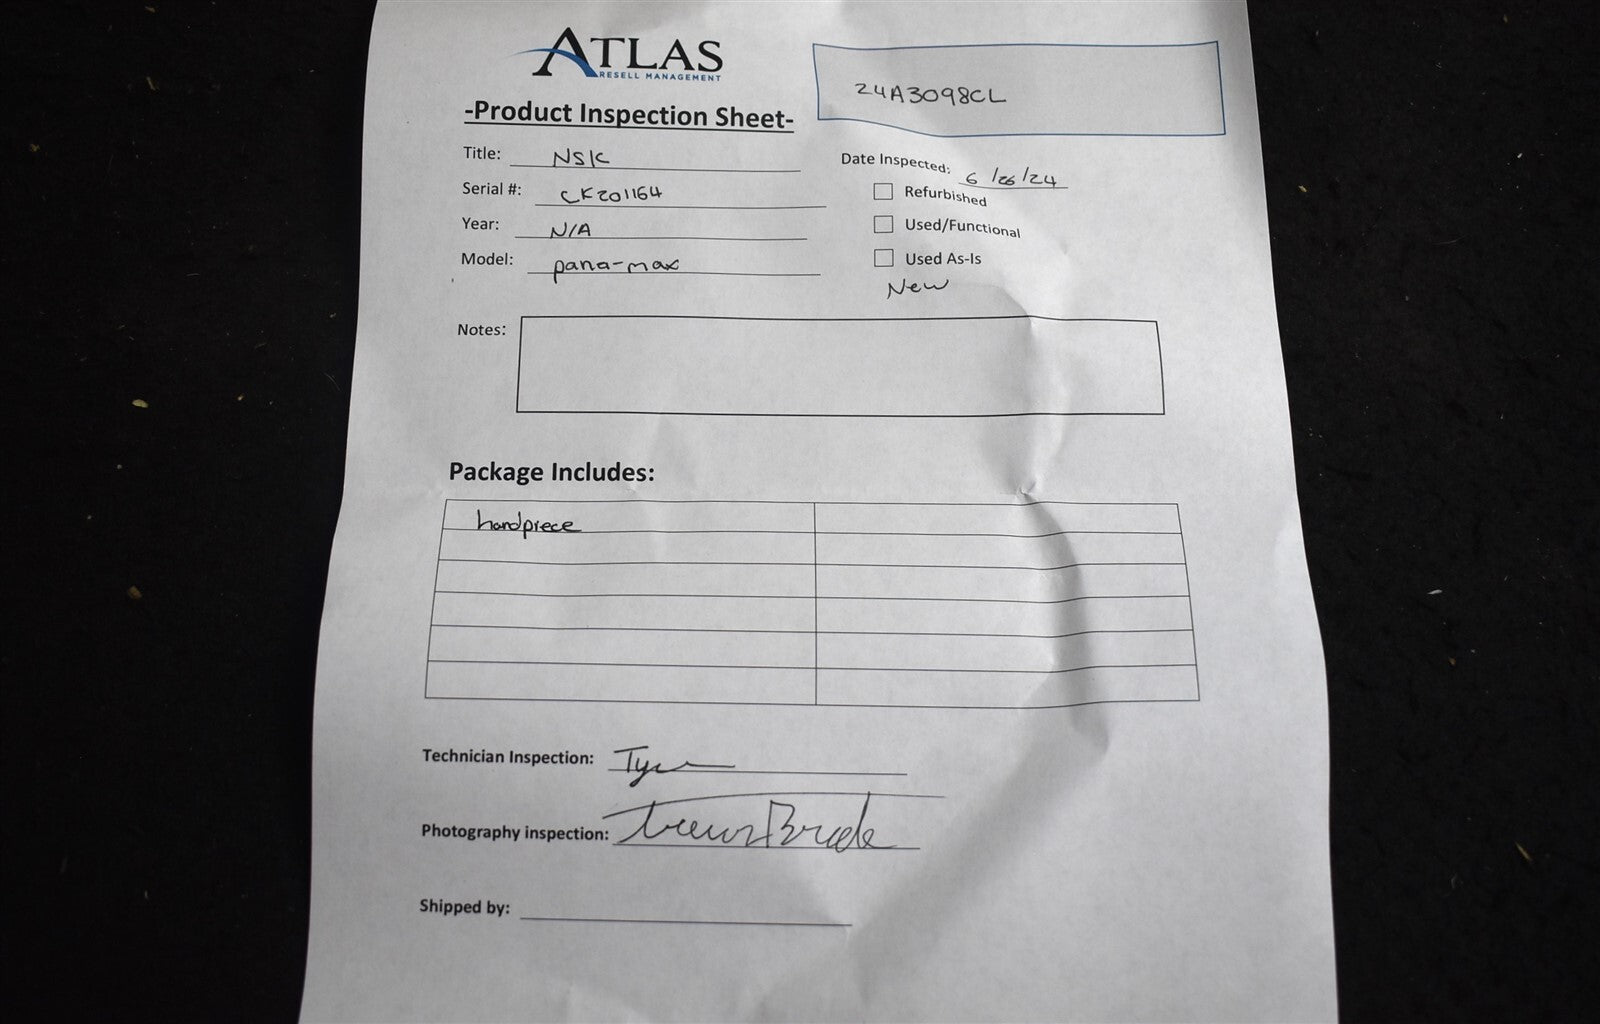 ATLAS
RESELL MANAGEMENT
24A3098CL
-Product Inspection Sheet-
Title: NSK
Date Inspected: 6/26/24
Serial #: CK201164
Refurbished
Year: N/A
Used/Functional
Model: pana-max
Used As-Is
New
Notes:
Package Includes:
handpiece
Technician Inspection:
Photography inspection:
Shipped by: